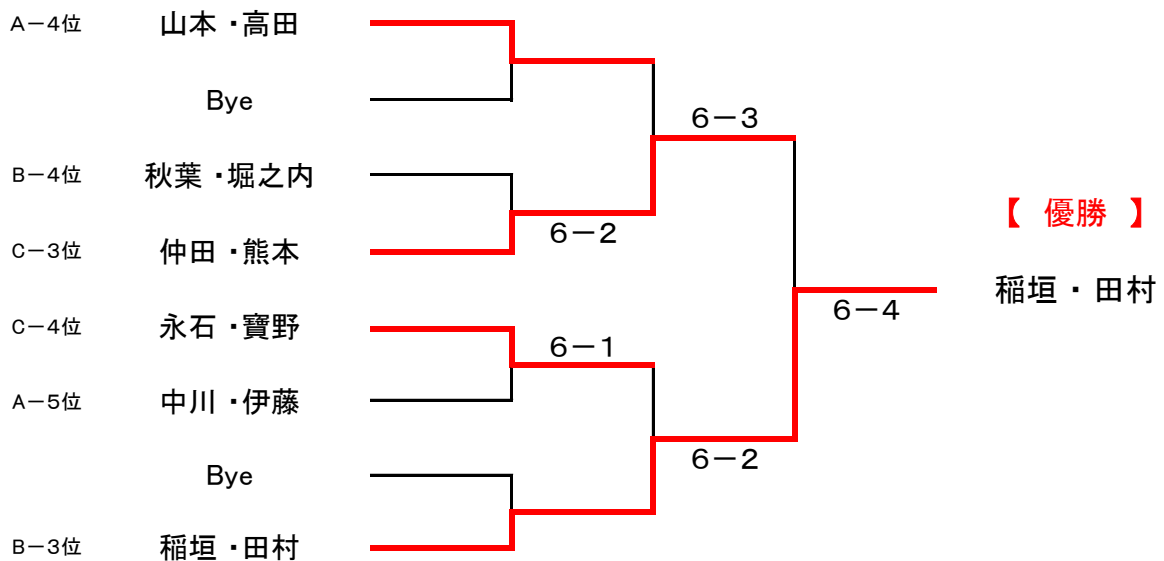 A－4位 山本・高田
Bye
6－3
B－4位 秋葉・堀之内
【 優勝 】
6－2
C－3位 仲田・熊本
稲垣・田村
6－4
C－4位 永石・寶野
6－1
A－5位 中川・伊藤
6－2
Bye
B－3位 稲垣・田村